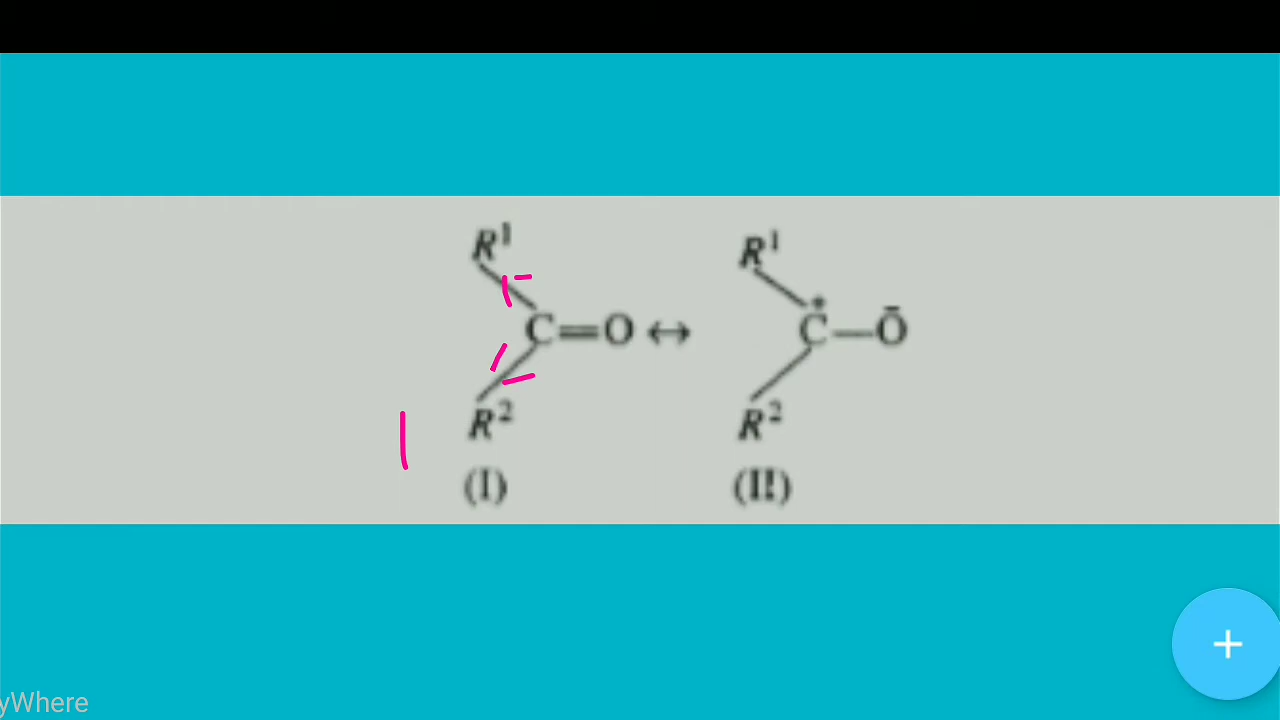 R¹ R¹
C=O ↔ C⁺—Ō
R² R²
(I) (II)
yWhere